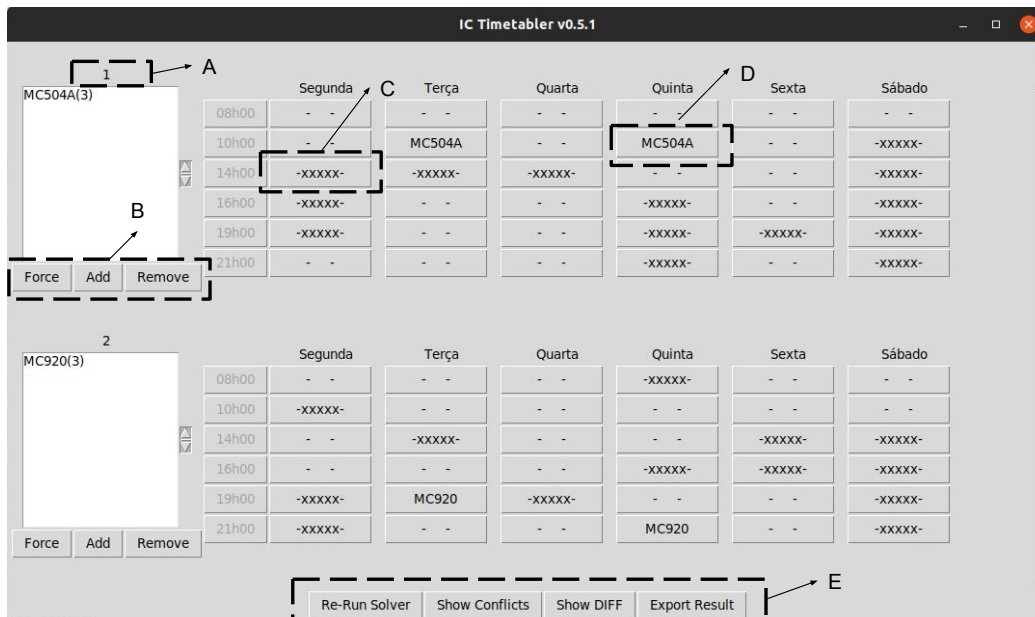 IC Timetabler v0.5.1
A
1
MC504A(3)
Segunda Terça Quarta Quinta Sexta Sábado
C
D
08h00 - - - - - - - - - - - -
10h00 - - MC504A - - MC504A - - -xxxxx-
14h00 -xxxxx- -xxxxx- -xxxxx- - - - - -xxxxx-
16h00 -xxxxx- - - - - -xxxxx- - - -xxxxx-
B
19h00 -xxxxx- - - - - -xxxxx- -xxxxx- -xxxxx-
21h00 - - - - - - -xxxxx- - - -xxxxx-
Force Add Remove
2
MC920(3)
Segunda Terça Quarta Quinta Sexta Sábado
08h00 - - - - - - -xxxxx- - - - -
10h00 -xxxxx- - - - - - - - - - -
14h00 - - -xxxxx- - - - - -xxxxx- -xxxxx-
16h00 - - - - - - -xxxxx- -xxxxx- -xxxxx-
19h00 -xxxxx- MC920 -xxxxx- - - - - -xxxxx-
21h00 -xxxxx- - - - - MC920 - - -xxxxx-
Force Add Remove
E
Re-Run Solver Show Conflicts Show DIFF Export Result